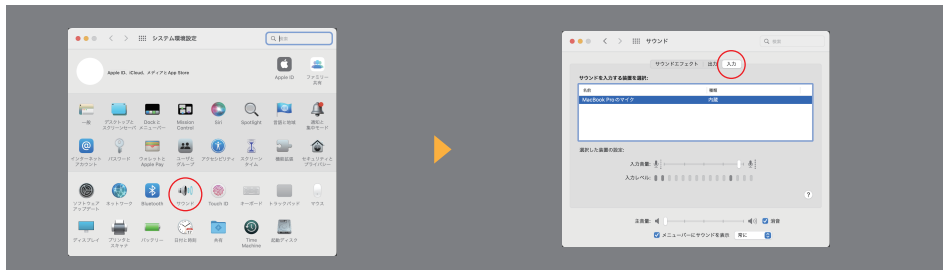 システム環境設定
検索
Apple ID、iCloud、メディアとApp Store
Apple ID
ファミリー
共有
一般
デスクトップと
スクリーンセーバ
Dockと
メニューバー
Mission
Control
Siri
Spotlight
言語と地域
通知と
集中モード
インターネット
アカウント
パスワード
ウォレットと
Apple Pay
ユーザと
グループ
アクセシビリティ
スクリーン
タイム
機能拡張
セキュリティと
プライバシー
ソフトウェア
アップデート
ネットワーク
Bluetooth
サウンド
Touch ID
キーボード
トラックパッド
マウス
ディスプレイ
プリンタと
スキャナ
バッテリー
日付と時刻
共有
Time
Machine
起動ディスク
サウンド
検索
サウンドエフェクト 出力 入力
サウンドを入力する装置を選択:
名前 種類
MacBook Proのマイク 内蔵
選択した装置の設定:
入力音量:
入力レベル:
?
主音量: 消音
メニューバーにサウンドを表示 常に